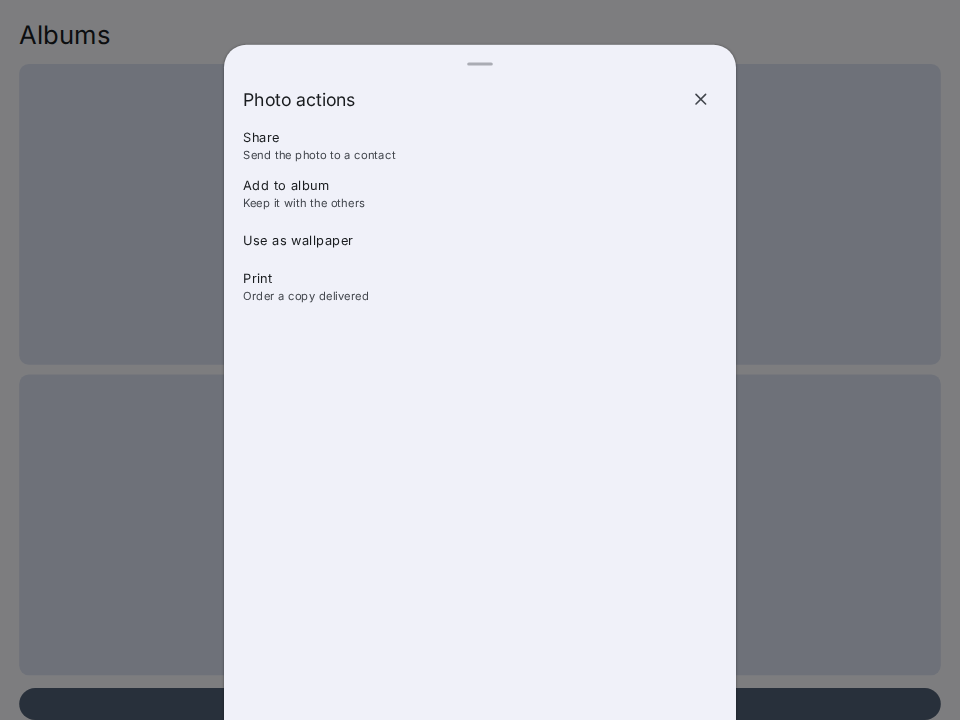 Albums
Photo actions
Share
Send the photo to a contact
Add to album
Keep it with the others
Use as wallpaper
Print
Order a copy delivered